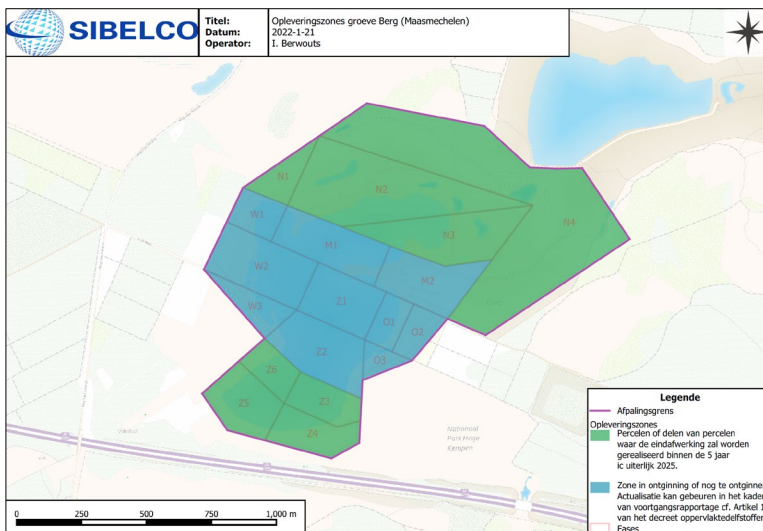 SIBELCO
Titel: Opleveringszones groeve Berg (Maasmechelen)
Datum: 2022-1-21
Operator: I. Berwouts
N1
N2
N3
N4
W1
M1
M2
W2
Z1
W3
O1
O2
Z2
O3
Z6
Z3
Z5
Z4
Nationaal
Park Hoge
Kempen
0 250 500 750 1,000 m
Legende
Afpalingsgrens
Opleveringszones
Percelen of delen van percelen
waar de eindafwerking zal worden
gerealiseerd binnen de 5 jaar
ic uiterlijk 2025.
Zone in ontginning of nog te ontginne
Actualisatie kan gebeuren in het kader
van voortgangsrapportage cf. Artikel 1
van het decreet oppervlaktedelfstoffen
Fases